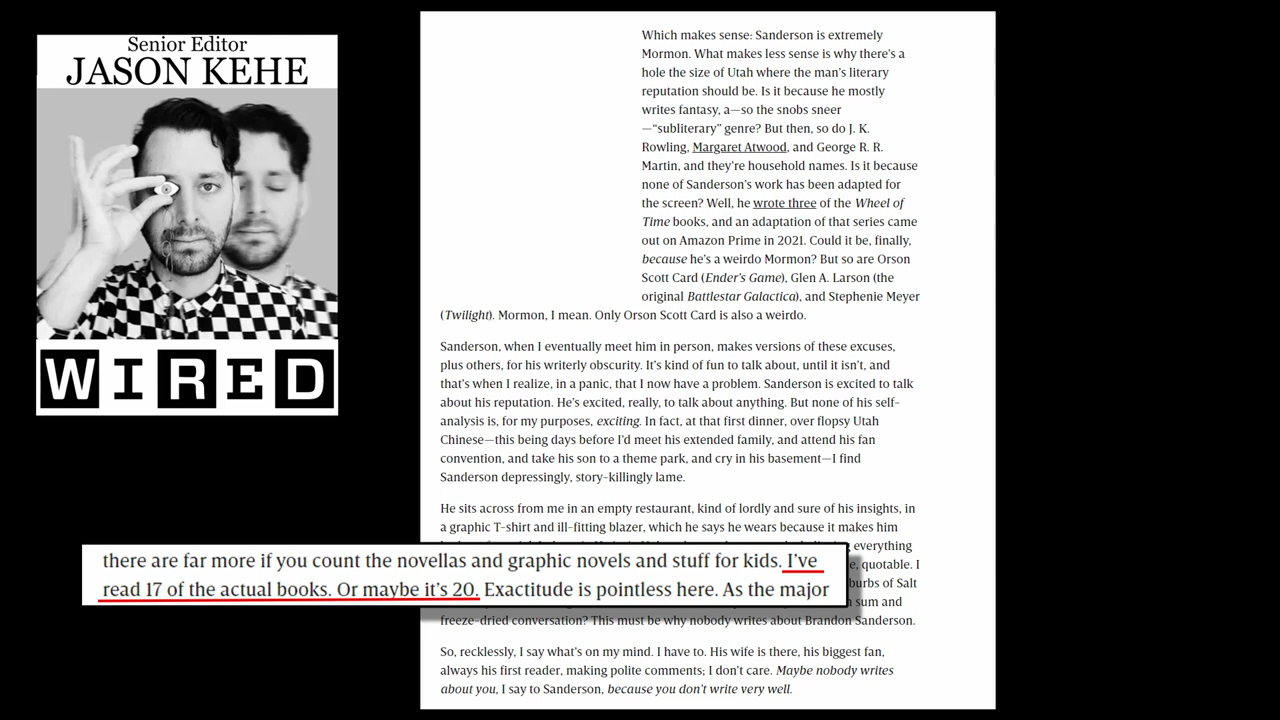 Senior Editor
JASON KEHE
WIRED
Which makes sense: Sanderson is extremely
Mormon. What makes less sense is why there's a
hole the size of Utah where the man's literary
reputation should be. Is it because he mostly
writes fantasy, a—so the snobs sneer
—“subliterary” genre? But then, so do J. K.
Rowling, Margaret Atwood, and George R. R.
Martin, and they're household names. Is it because
none of Sanderson's work has been adapted for
the screen? Well, he wrote three of the Wheel of
Time books, and an adaptation of that series came
out on Amazon Prime in 2021. Could it be, finally,
because he's a weirdo Mormon? But so are Orson
Scott Card (Ender's Game), Glen A. Larson (the
original Battlestar Galactica), and Stephenie Meyer
(Twilight). Mormon, I mean. Only Orson Scott Card is also a weirdo.
Sanderson, when I eventually meet him in person, makes versions of these excuses,
plus others, for his writerly obscurity. It's kind of fun to talk about, until it isn't, and
that's when I realize, in a panic, that I now have a problem. Sanderson is excited to talk
about his reputation. He's excited, really, to talk about anything. But none of his self-
analysis is, for my purposes, exciting. In fact, at that first dinner, over flopsy Utah
Chinese—this being days before I'd meet his extended family, and attend his fan
convention, and take his son to a theme park, and cry in his basement—I find
Sanderson depressingly, story-killingly lame.
He sits across from me in an empty restaurant, kind of lordly and sure of his insights, in
a graphic T-shirt and ill-fitting blazer, which he says he wears because it makes him
everything
there are far more if you count the novellas and graphic novels and stuff for kids. I've
read 17 of the actual books. Or maybe it's 20. Exactitude is pointless here. As the major
, quotable. I
burbs of Salt
sum and
freeze-dried conversation? This must be why nobody writes about Brandon Sanderson.
So, recklessly, I say what's on my mind. I have to. His wife is there, his biggest fan,
always his first reader, making polite comments; I don't care. Maybe nobody writes
about you, I say to Sanderson, because you don't write very well.